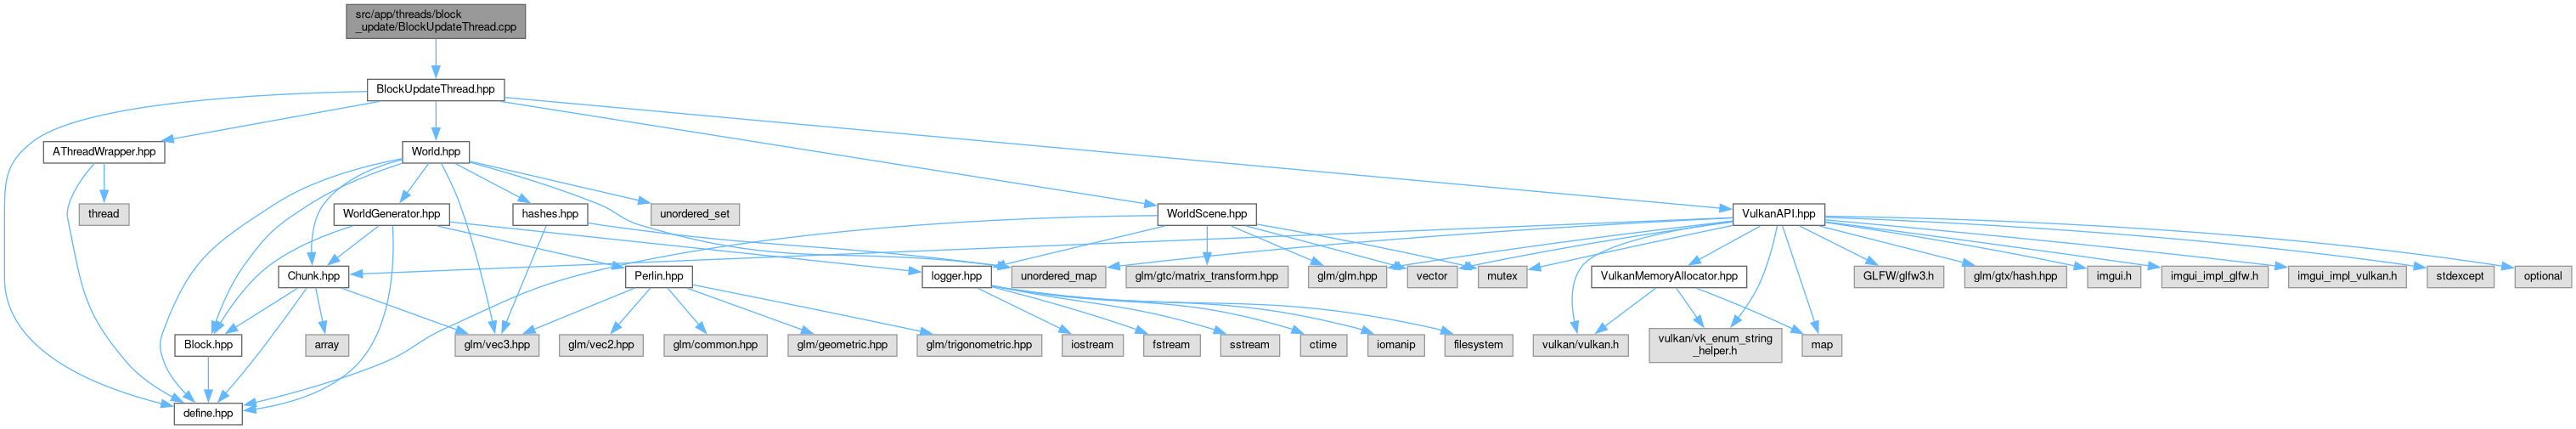 src/app/threads/block
_update/BlockUpdateThread.cpp
BlockUpdateThread.hpp
AThreadWrapper.hpp
World.hpp
thread
WorldGenerator.hpp
hashes.hpp
unordered_set
WorldScene.hpp
VulkanAPI.hpp
Chunk.hpp
Perlin.hpp
logger.hpp
unordered_map
glm/gtc/matrix_transform.hpp
glm/glm.hpp
vector
mutex
VulkanMemoryAllocator.hpp
GLFW/glfw3.h
glm/gtx/hash.hpp
imgui.h
imgui_impl_glfw.h
imgui_impl_vulkan.h
stdexcept
optional
Block.hpp
array
glm/vec3.hpp
glm/vec2.hpp
glm/common.hpp
glm/geometric.hpp
glm/trigonometric.hpp
iostream
fstream
sstream
ctime
iomanip
filesystem
vulkan/vulkan.h
vulkan/vk_enum_string
_helper.h
map
define.hpp